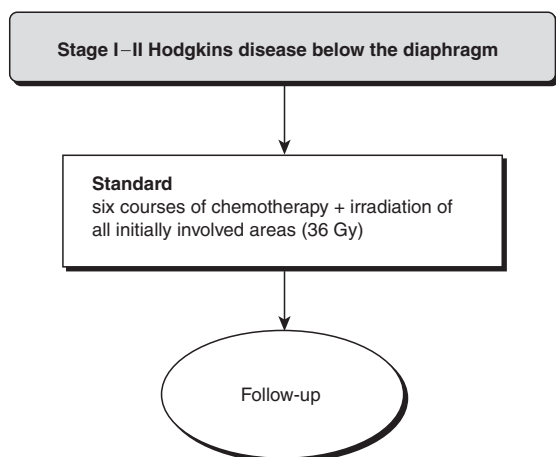 Stage I–II Hodgkins disease below the diaphragm
Standard
six courses of chemotherapy + irradiation of
all initially involved areas (36 Gy)
Follow-up